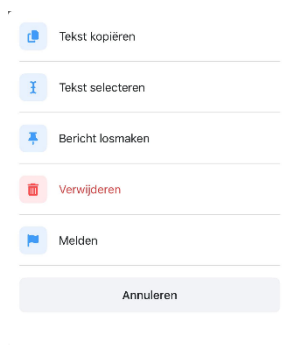 Tekst kopiëren
Tekst selecteren
Bericht losmaken
Verwijderen
Melden
Annuleren